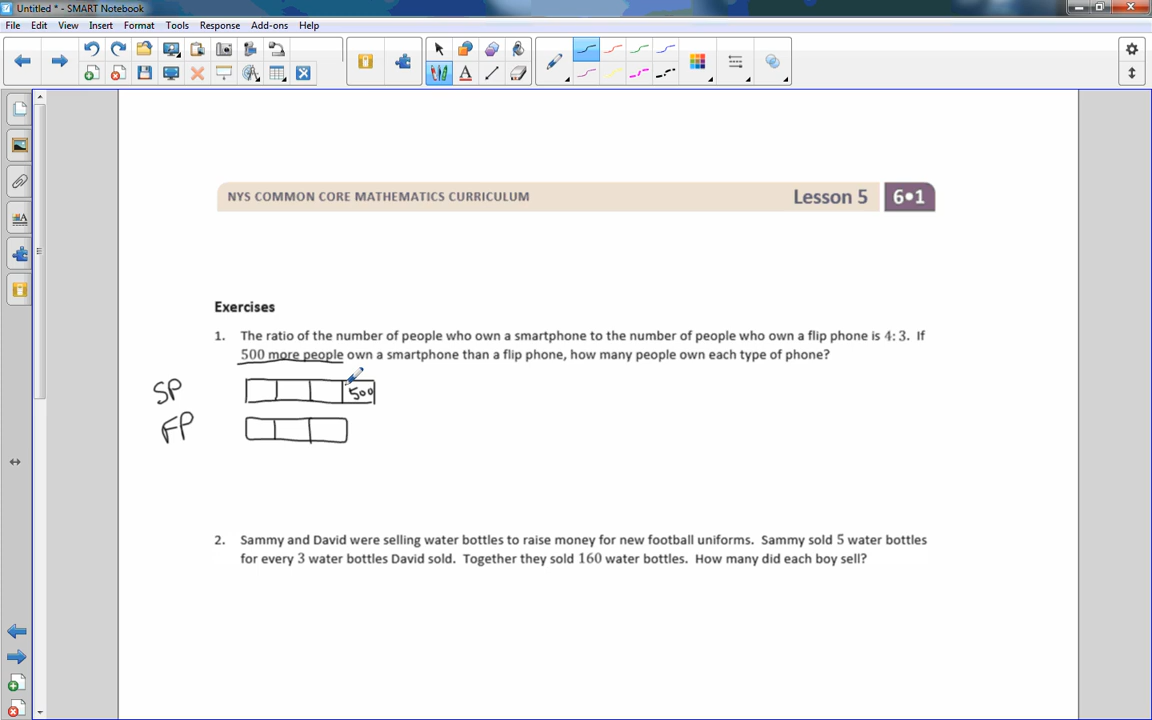 Untitled * - SMART Notebook
File Edit View Insert Format Tools Response Add-ons Help
NYS COMMON CORE MATHEMATICS CURRICULUM Lesson 5 6•1
Exercises
1. The ratio of the number of people who own a smartphone to the number of people who own a flip phone is 4: 3. If
500 more people own a smartphone than a flip phone, how many people own each type of phone?
SP 500
FP
2. Sammy and David were selling water bottles to raise money for new football uniforms. Sammy sold 5 water bottles
for every 3 water bottles David sold. Together they sold 160 water bottles. How many did each boy sell?